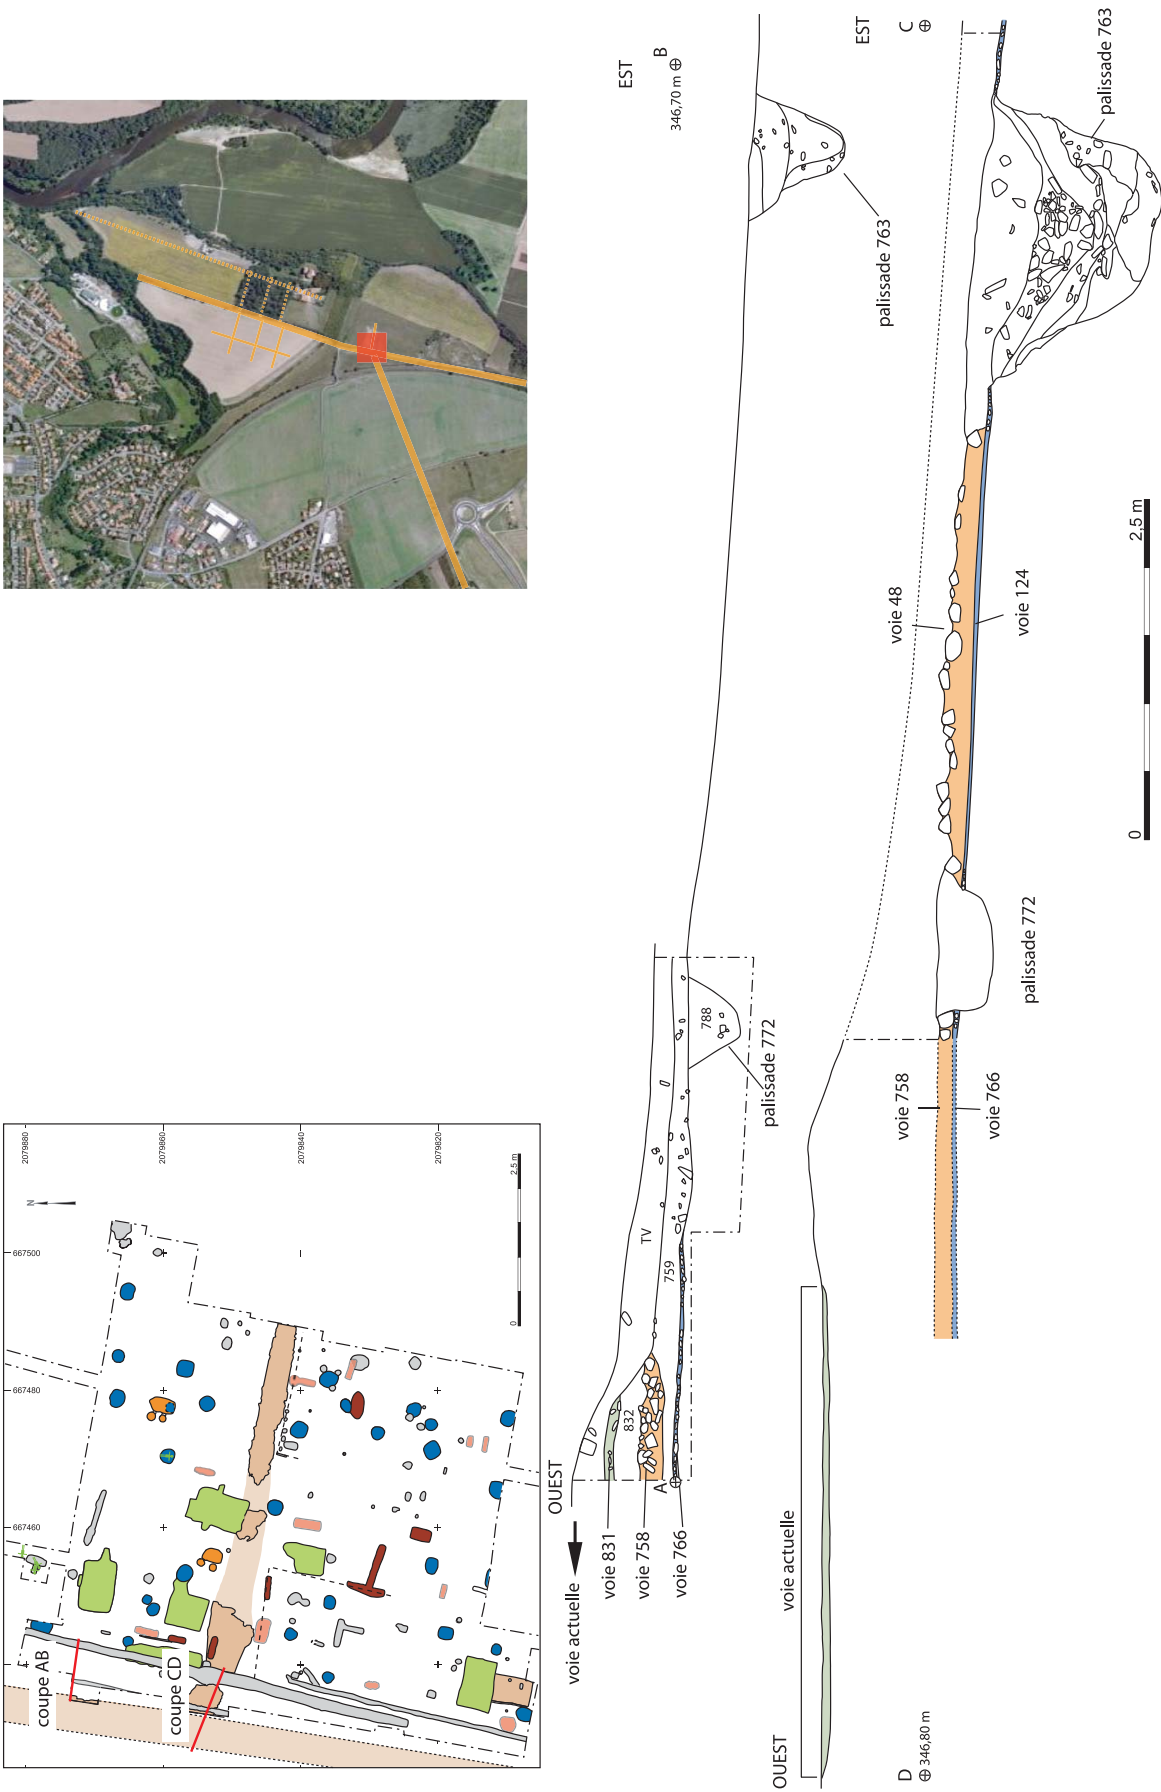 2079880
2079860
2079840
2079820
N
667500
667480
667460
2,5 m
0
coupe AB
coupe CD
OUEST
EST
B
346,70 m
voie actuelle
voie 831
voie 758
voie 766
A
832
759
TV
788
palissade 772
palissade 763
OUEST
EST
D
346,80 m
C
voie actuelle
voie 758
voie 766
palissade 772
voie 48
voie 124
palissade 763
0
2,5 m